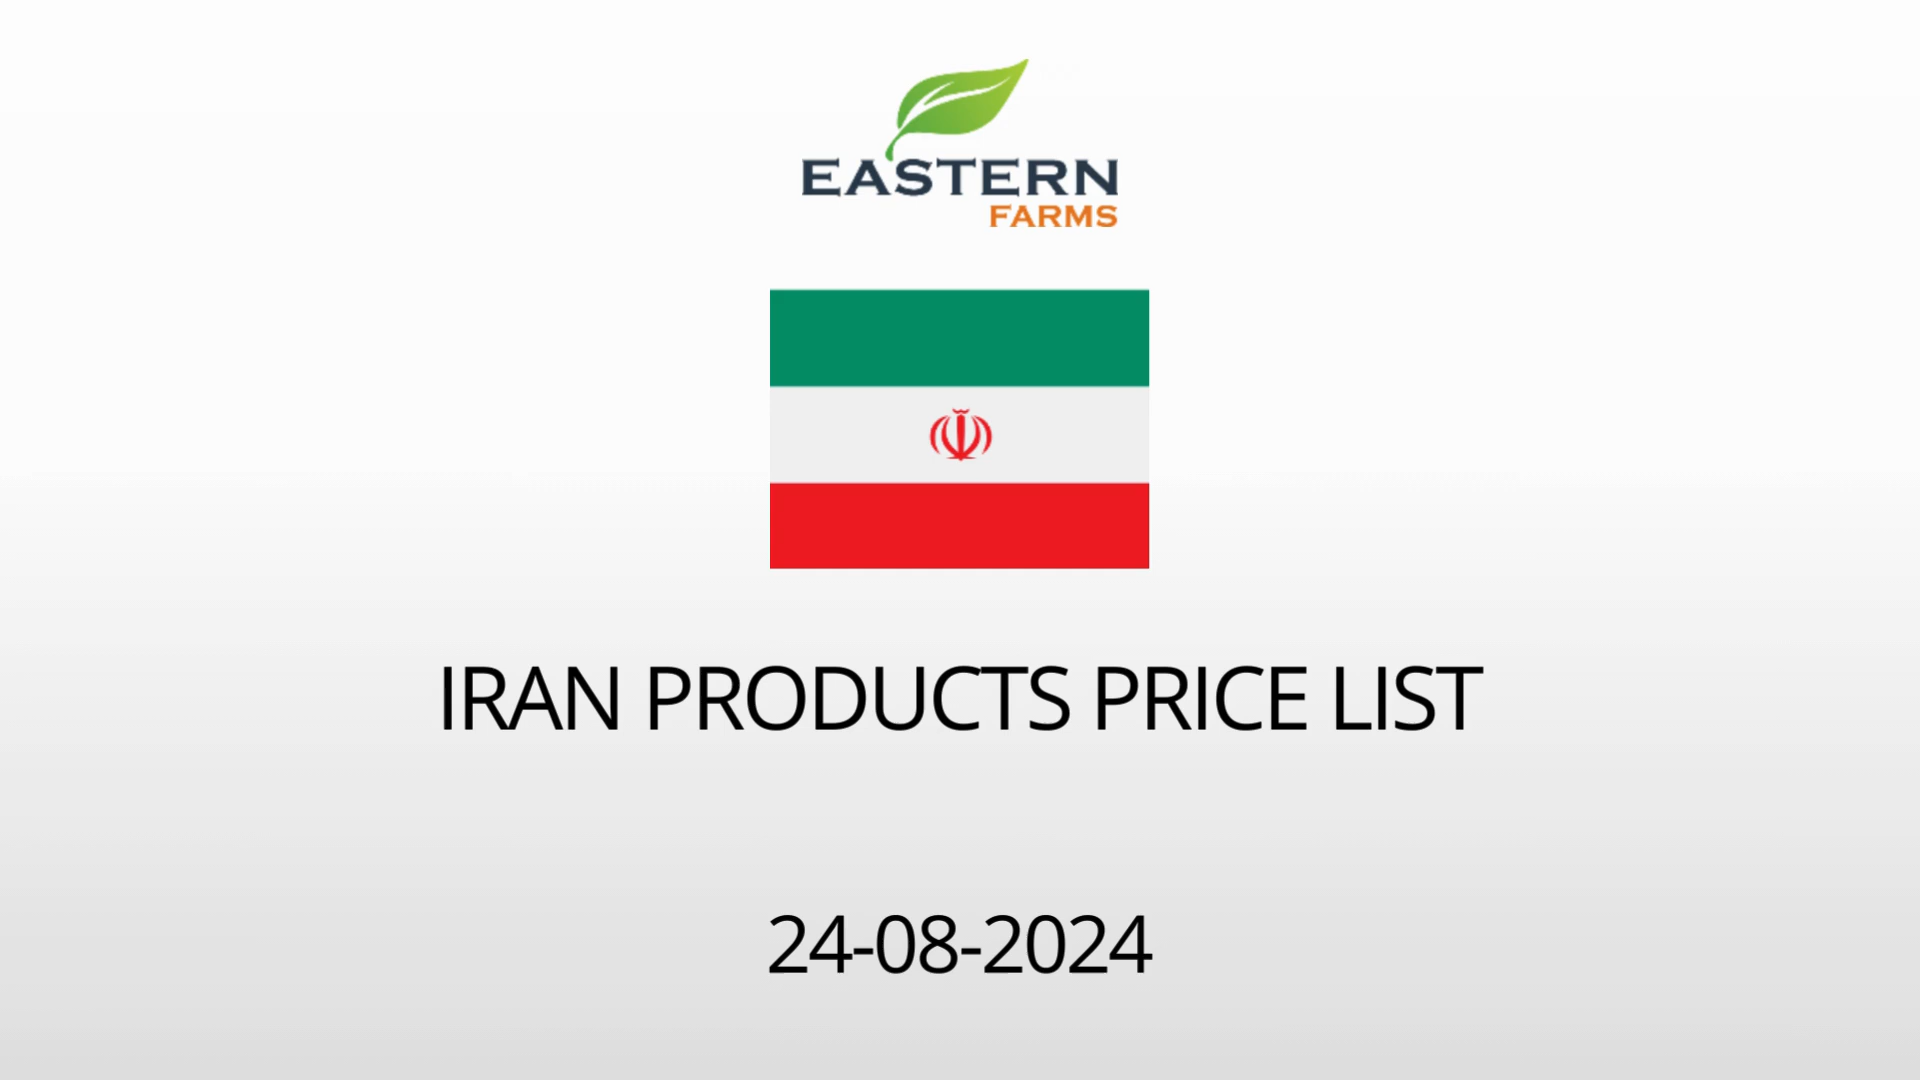 EASTERN
FARMS
IRAN PRODUCTS PRICE LIST
24-08-2024